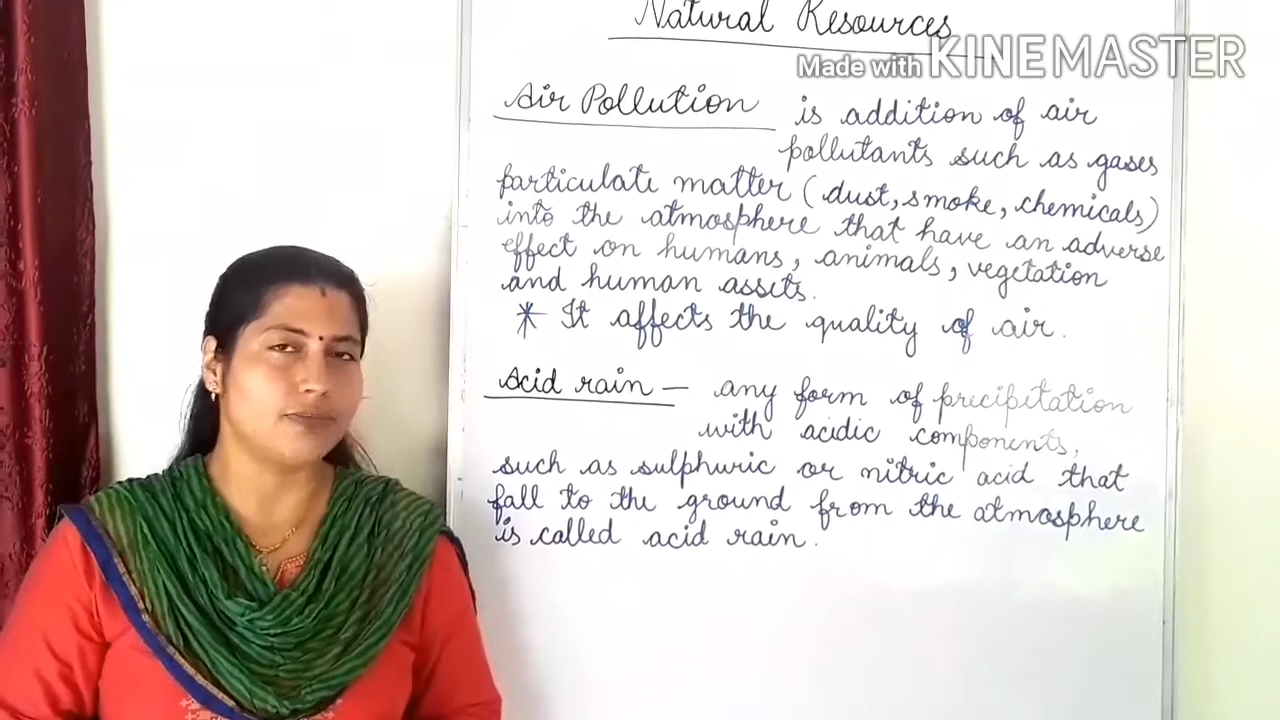 Natural Resources
Made with KINEMASTER
Air Pollution is addition of air
pollutants such as gases
particulate matter (dust, smoke, chemicals)
into the atmosphere that have an adverse
effect on humans, animals, vegetation
and human assets.
* It affects the quality of air.
Acid rain — any form of precipitation
with acidic components,
such as sulphuric or nitric acid that
fall to the ground from the atmosphere
is called acid rain.